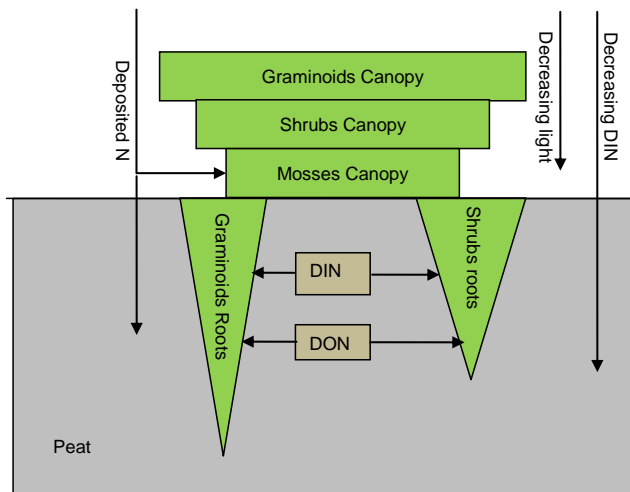 Deposited N
Graminoids Canopy
Shrubs Canopy
Mosses Canopy
Decreasing light
Decreasing DIN
Graminoids Roots
Shrubs roots
DIN
DON
Peat